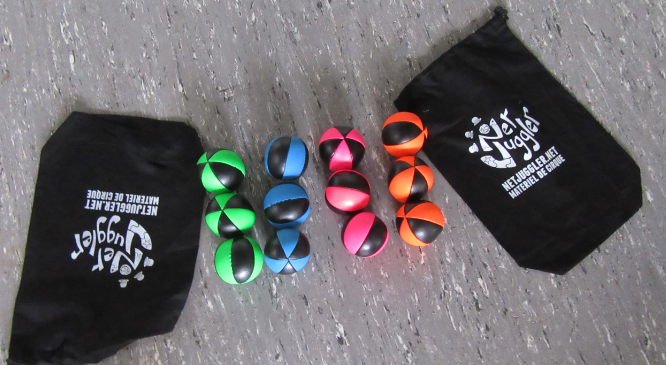 Net
Juggler
NETJUGGLER.NET
MATERIEL DE CIRQUE
Net
Juggler
NETJUGGLER.NET
MATERIEL DE CIRQUE